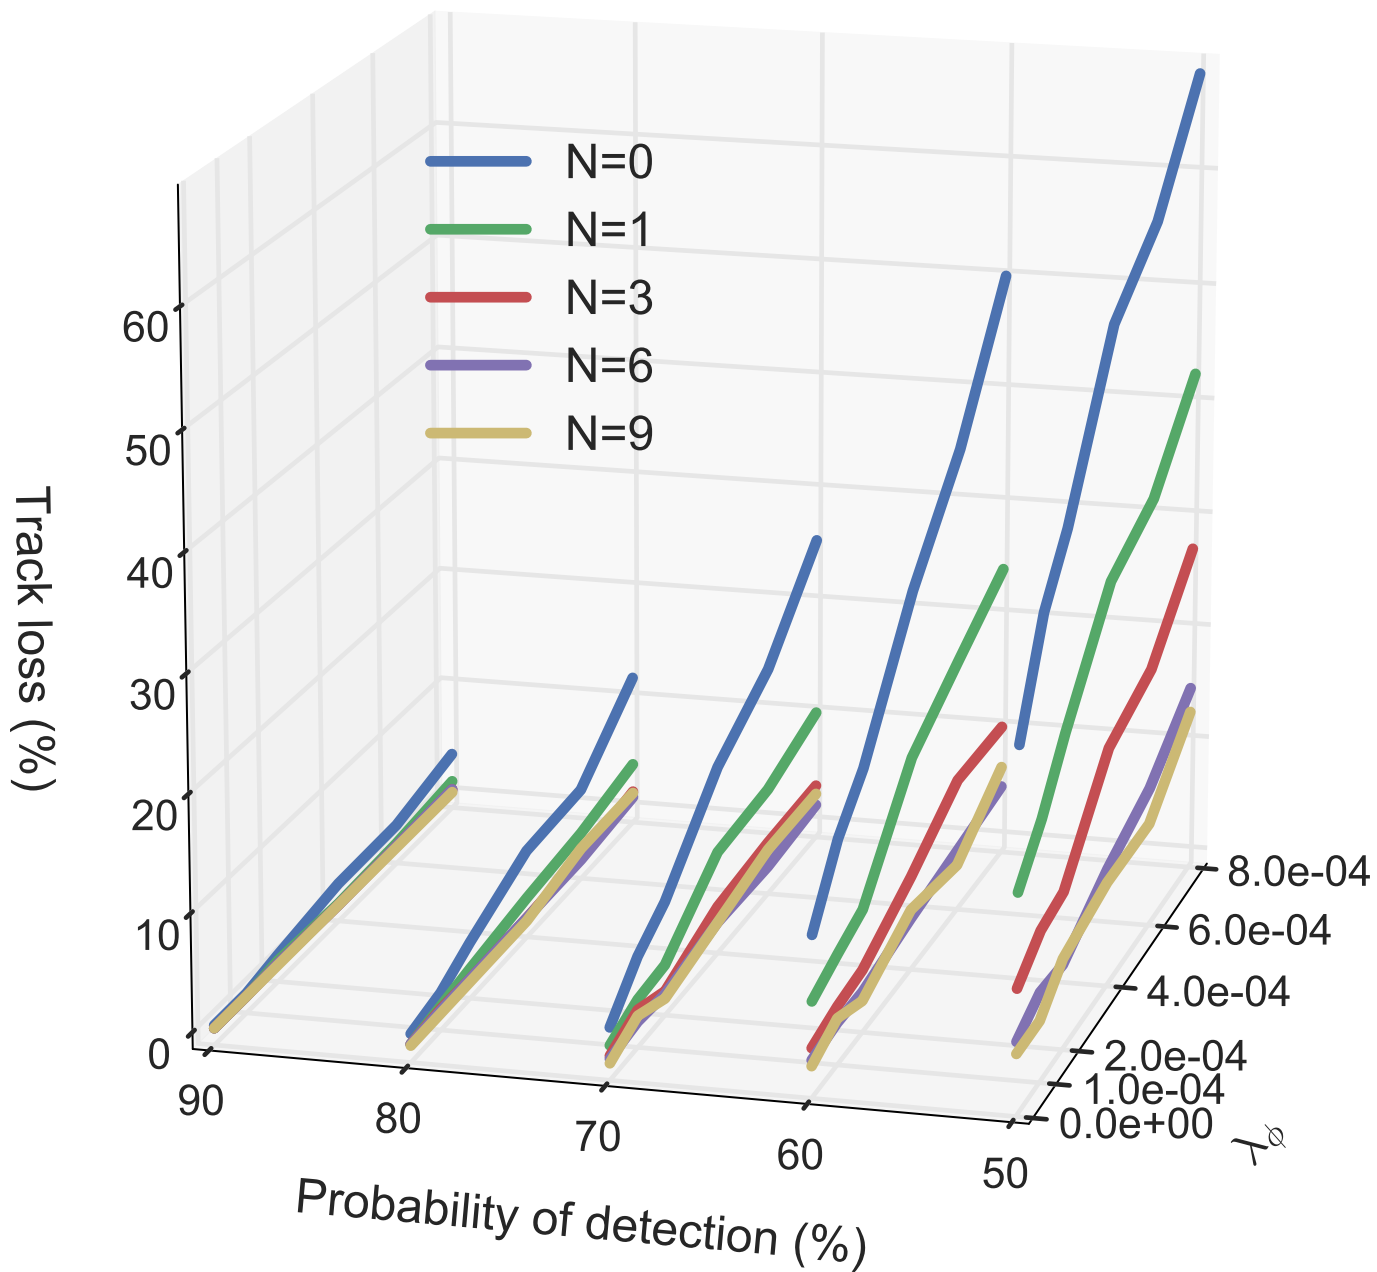 N=0
N=1
N=3
N=6
N=9
60
50
40
30
20
10
0
Track loss (%)
90
80
70
60
50
Probability of detection (%)
8.0e-04
6.0e-04
4.0e-04
2.0e-04
1.0e-04
0.0e+00
λϕ